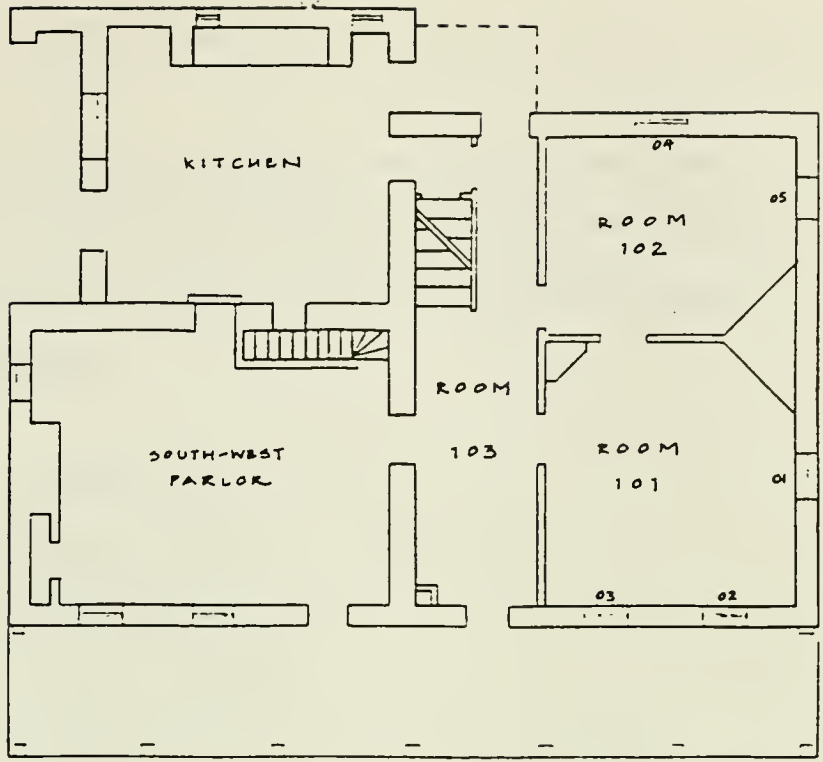 KITCHEN
04
05
ROOM
102
ROOM
103
SOUTH-WEST
PARLOR
ROOM
101
01
03
02